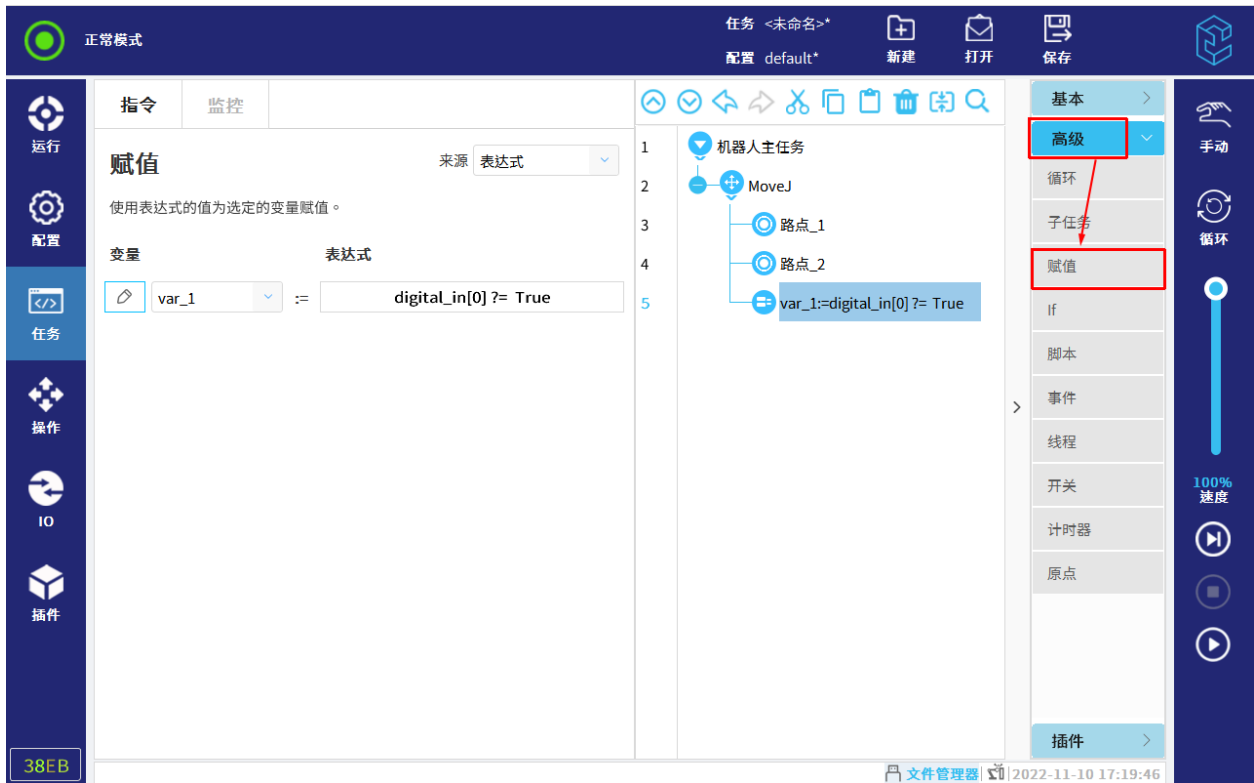 正常模式
任务 <未命名>*
配置 default*
新建
打开
保存
运行
配置
任务
操作
IO
插件
38EB
指令
监控
赋值
来源 表达式
使用表达式的值为选定的变量赋值。
变量
表达式
var_1
:=
digital_in[0] ?= True
1 机器人主任务
2 MoveJ
3 路点_1
4 路点_2
5 var_1:=digital_in[0] ?= True
基本
高级
循环
子任务
赋值
If
脚本
事件
线程
开关
计时器
原点
插件
手动
循环
100%
速度
文件管理器
2022-11-10 17:19:46